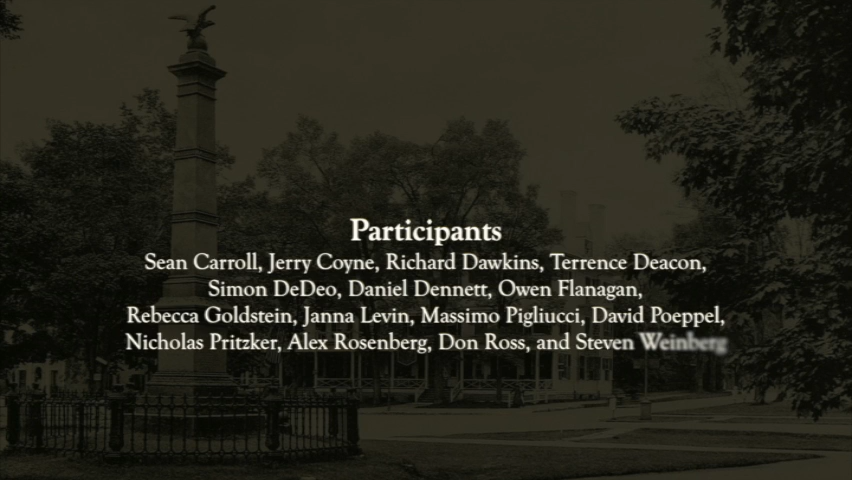 Participants
Sean Carroll, Jerry Coyne, Richard Dawkins, Terrence Deacon,
Simon DeDeo, Daniel Dennett, Owen Flanagan,
Rebecca Goldstein, Janna Levin, Massimo Pigliucci, David Poeppel,
Nicholas Pritzker, Alex Rosenberg, Don Ross, and Steven Weinberg